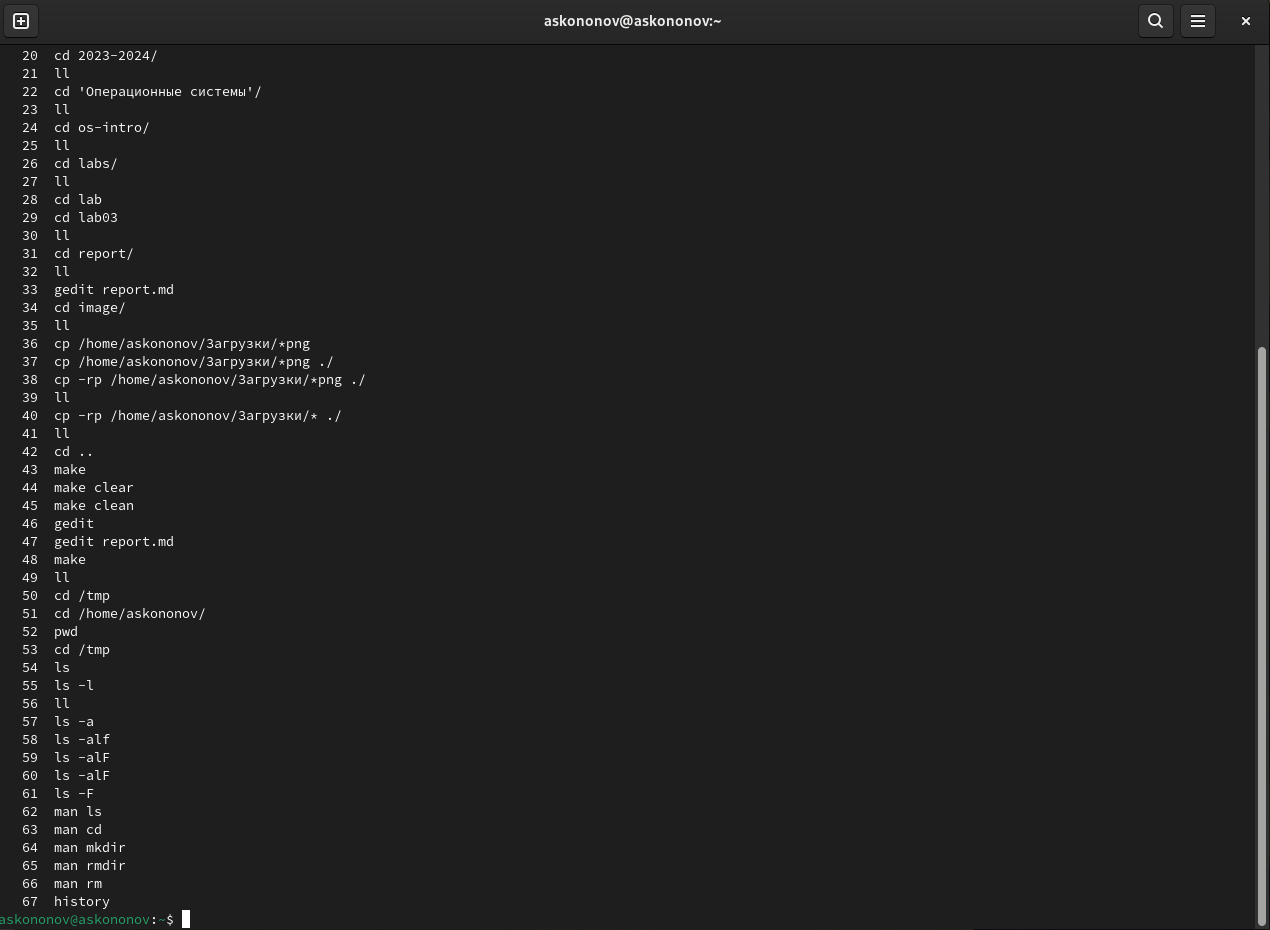 askononov@askononov:~
20 cd 2023-2024/
21 ll
22 cd 'Операционные системы'/
23 ll
24 cd os-intro/
25 ll
26 cd labs/
27 ll
28 cd lab
29 cd lab03
30 ll
31 cd report/
32 ll
33 gedit report.md
34 cd image/
35 ll
36 cp /home/askononov/Загрузки/*png
37 cp /home/askononov/Загрузки/*png ./
38 cp -rp /home/askononov/Загрузки/*png ./
39 ll
40 cp -rp /home/askononov/Загрузки/* ./
41 ll
42 cd ..
43 make
44 make clear
45 make clean
46 gedit
47 gedit report.md
48 make
49 ll
50 cd /tmp
51 cd /home/askononov/
52 pwd
53 cd /tmp
54 ls
55 ls -l
56 ll
57 ls -a
58 ls -alf
59 ls -alF
60 ls -alF
61 ls -F
62 man ls
63 man cd
64 man mkdir
65 man rmdir
66 man rm
67 history
askononov@askononov:~$